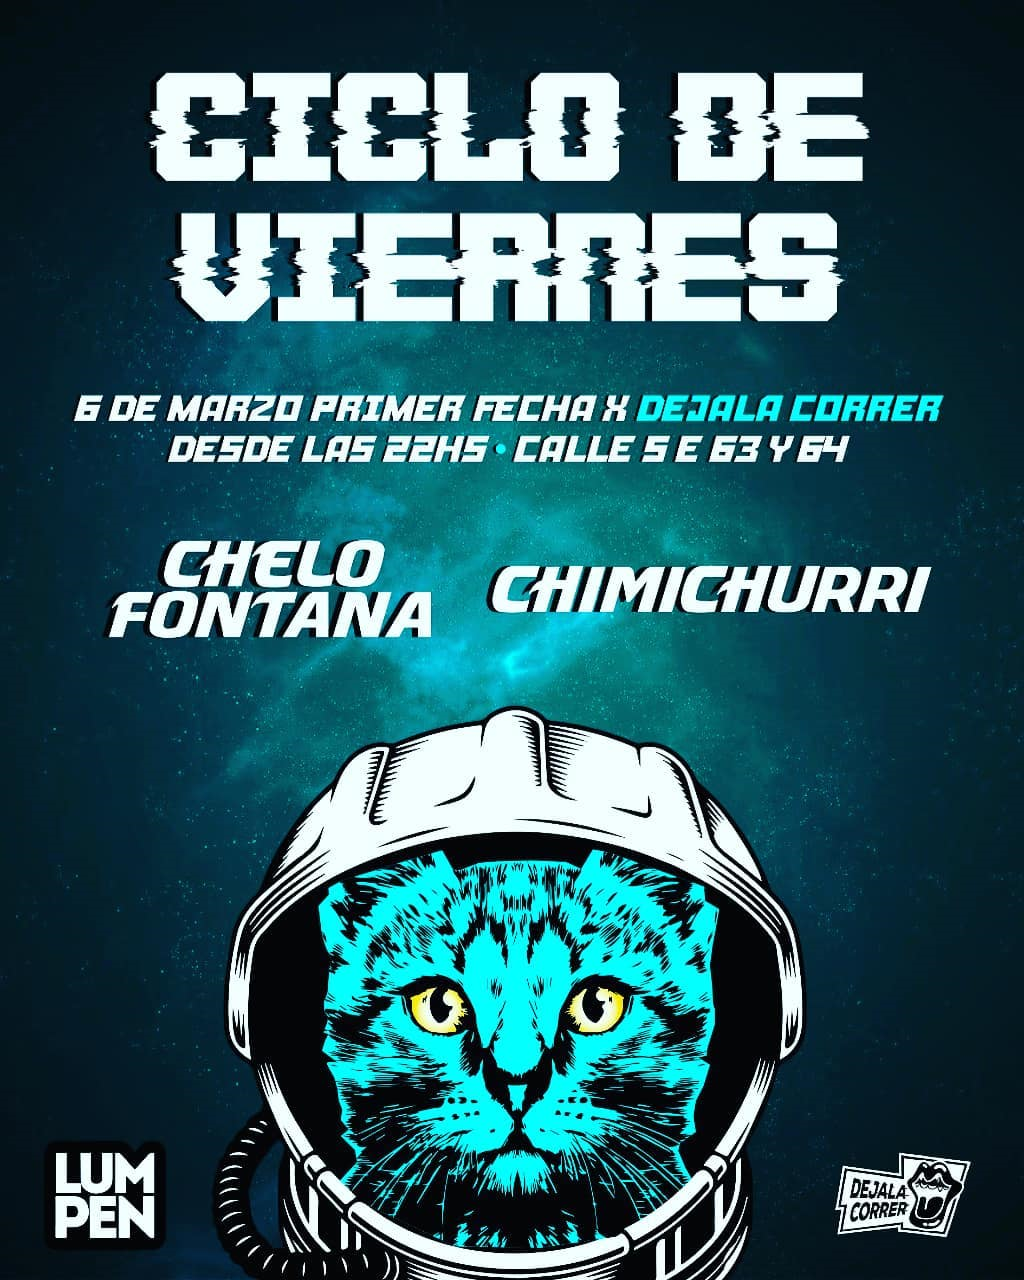 CICLO DE
VIERNES
6 DE MARZO PRIMER FECHA X DEJALA CORRER
DESDE LAS 22HS • CALLE 5 E 63 Y 64
CHELO
FONTANA
CHIMICHURRI
LUM
PEN
DEJALA
CORRER